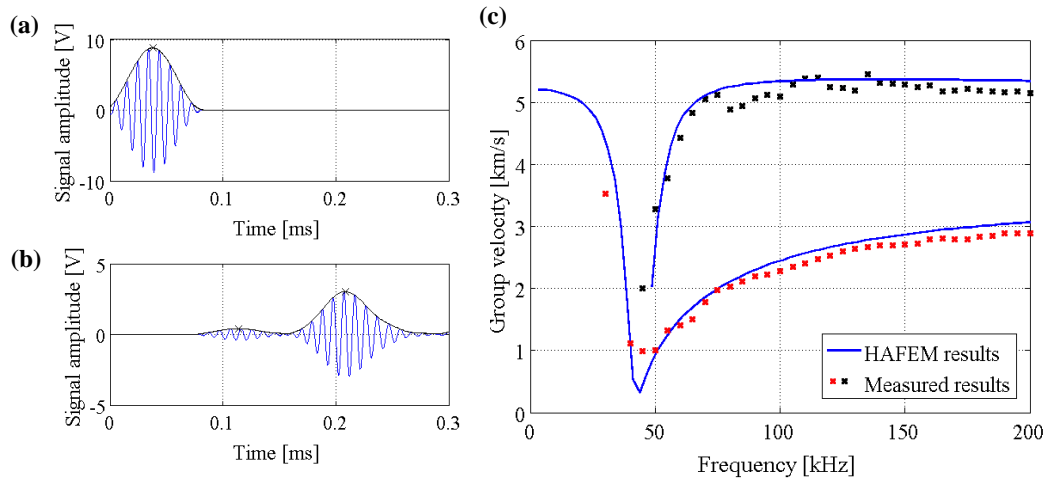 (a)
Signal amplitude [V]
10
0
-10
0
0.1
0.2
0.3
Time [ms]
(b)
Signal amplitude [V]
5
0
-5
0
0.1
0.2
0.3
Time [ms]
(c)
Group velocity [km/s]
6
5
4
3
2
1
0
0
50
100
150
200
Frequency [kHz]
HAFEM results
Measured results